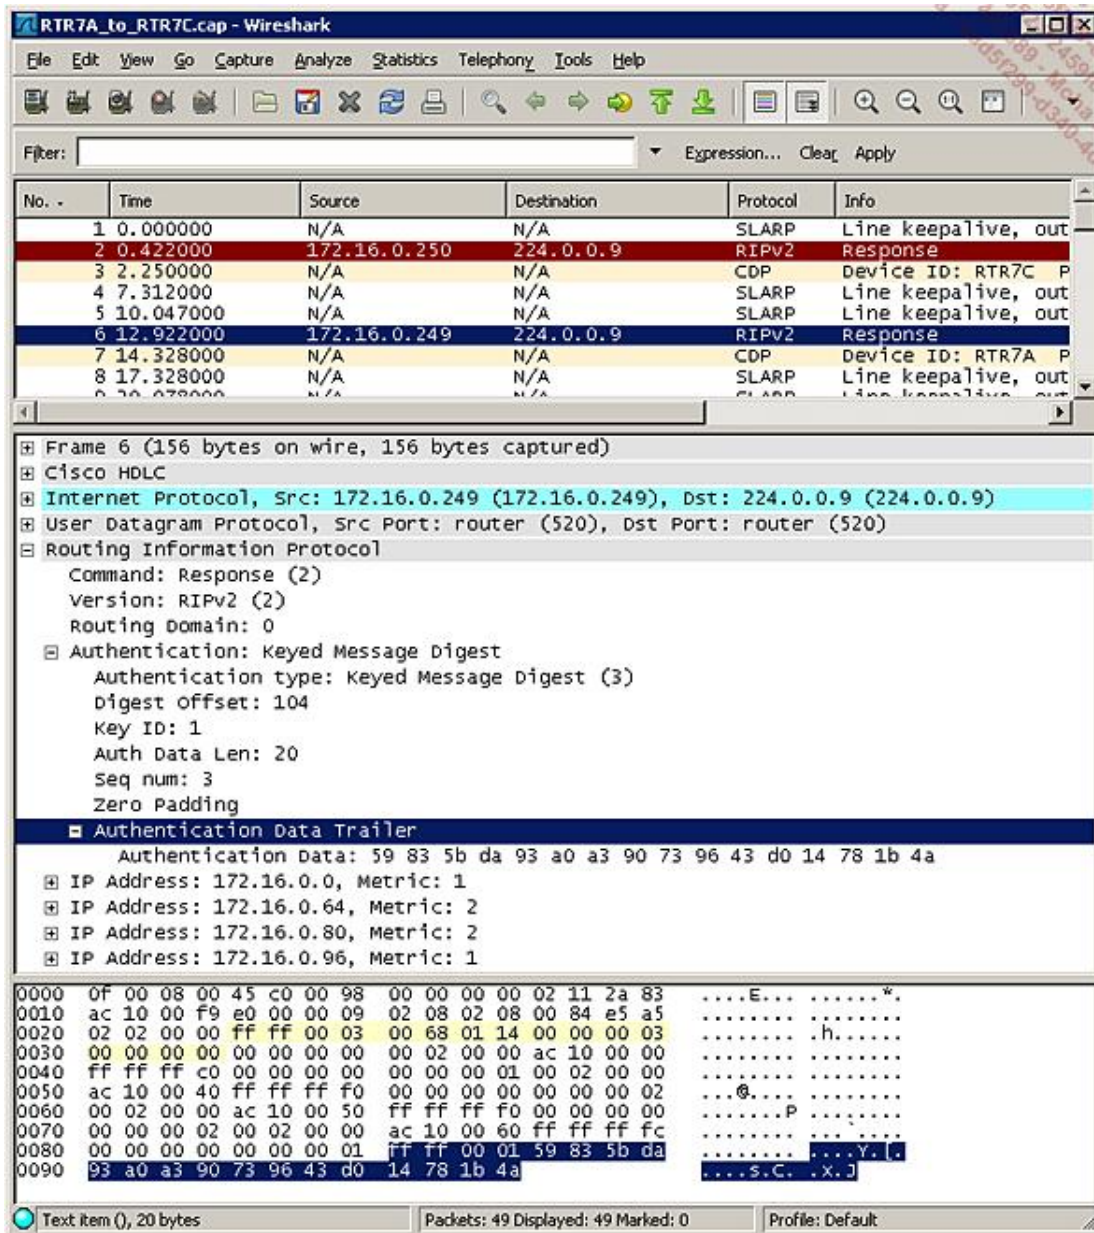 RTR7A_to_RTR7C.cap - Wireshark
File Edit View Go Capture Analyze Statistics Telephony Tools Help
Filter: Expression... Clear Apply
No. Time Source Destination Protocol Info
1 0.000000 N/A N/A SLARP Line keepalive, out
2 0.422000 172.16.0.250 224.0.0.9 RIPv2 Response
3 2.250000 N/A N/A CDP Device ID: RTR7C P
4 7.312000 N/A N/A SLARP Line keepalive, out
5 10.047000 N/A N/A SLARP Line keepalive, out
6 12.922000 172.16.0.249 224.0.0.9 RIPv2 Response
7 14.328000 N/A N/A CDP Device ID: RTR7A P
8 17.328000 N/A N/A SLARP Line keepalive, out
Frame 6 (156 bytes on wire, 156 bytes captured)
Cisco HDLC
Internet Protocol, Src: 172.16.0.249 (172.16.0.249), Dst: 224.0.0.9 (224.0.0.9)
User Datagram Protocol, Src Port: router (520), Dst Port: router (520)
Routing Information Protocol
Command: Response (2)
Version: RIPv2 (2)
Routing Domain: 0
Authentication: Keyed Message Digest
Authentication type: Keyed Message Digest (3)
Digest Offset: 104
Key ID: 1
Auth Data Len: 20
Seq num: 3
Zero Padding
Authentication Data Trailer
Authentication Data: 59 83 5b da 93 a0 a3 90 73 96 43 d0 14 78 1b 4a
IP Address: 172.16.0.0, Metric: 1
IP Address: 172.16.0.64, Metric: 2
IP Address: 172.16.0.80, Metric: 2
IP Address: 172.16.0.96, Metric: 1
0000 0f 00 08 00 45 c0 00 98 00 00 00 00 02 11 2a 83 ....E... ......*.
0010 ac 10 00 f9 e0 00 00 09 02 08 02 08 00 84 e5 a5 ........ ........
0020 02 02 00 00 ff ff 00 03 00 68 01 14 00 00 00 03 ........ .h......
0030 00 00 00 00 00 00 00 00 00 02 00 00 ac 10 00 00 ........ ........
0040 ff ff ff c0 00 00 00 00 00 00 00 01 00 02 00 00 ........ ........
0050 ac 10 00 40 ff ff ff f0 00 00 00 00 00 00 00 02 ...@.... ........
0060 00 02 00 00 ac 10 00 50 ff ff ff f0 00 00 00 00 .......P ........
0070 00 00 00 02 00 02 00 00 ac 10 00 60 ff ff ff fc ........ ...`....
0080 00 00 00 00 00 00 00 01 ff ff 00 01 59 83 5b da ........ ....Y.[.
0090 93 a0 a3 90 73 96 43 d0 14 78 1b 4a ....s.C. .x.J
Text item (), 20 bytes Packets: 49 Displayed: 49 Marked: 0 Profile: Default